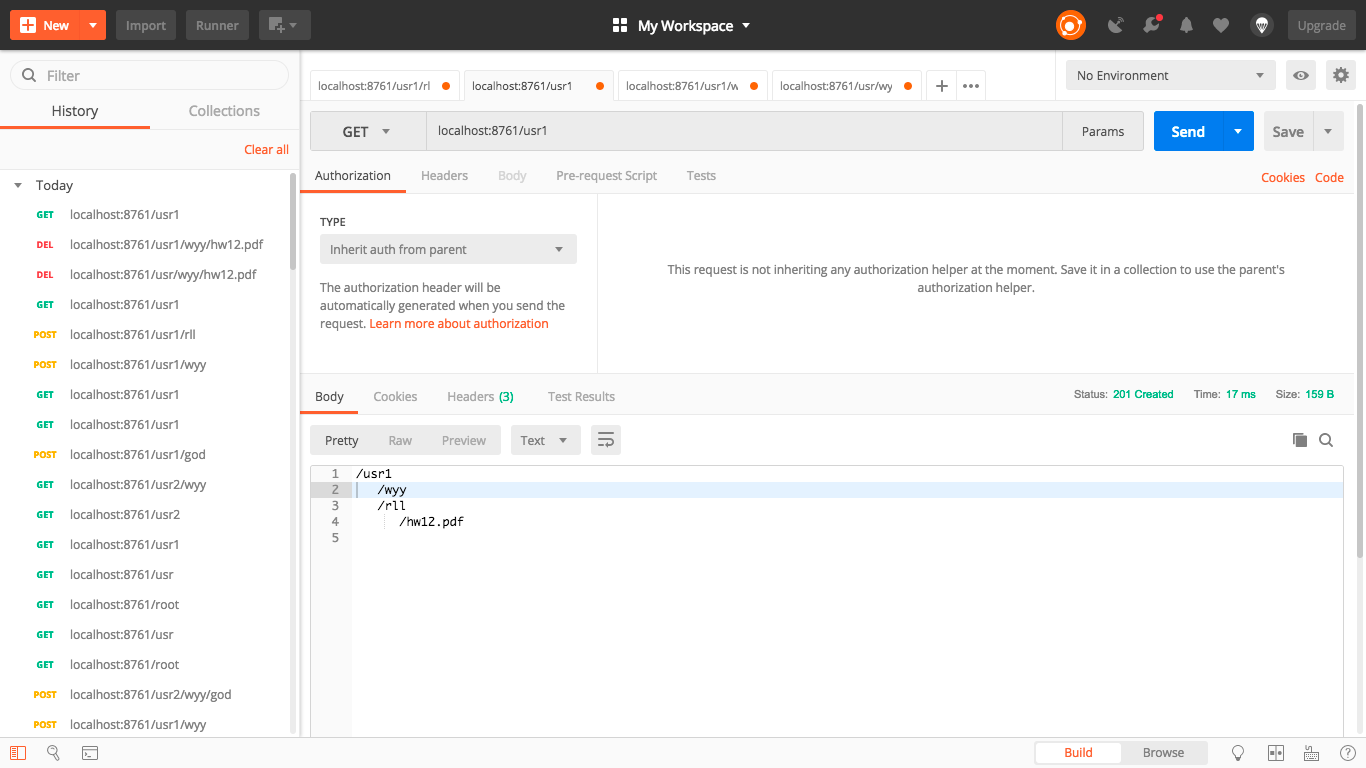 New
Import
Runner
My Workspace
Upgrade
Filter
History
Collections
Clear all
Today
GET localhost:8761/usr1
DEL localhost:8761/usr1/wyy/hw12.pdf
DEL localhost:8761/usr/wyy/hw12.pdf
GET localhost:8761/usr1
POST localhost:8761/usr1/rll
POST localhost:8761/usr1/wyy
GET localhost:8761/usr1
GET localhost:8761/usr1
POST localhost:8761/usr1/god
GET localhost:8761/usr2/wyy
GET localhost:8761/usr2
GET localhost:8761/usr1
GET localhost:8761/usr
GET localhost:8761/root
GET localhost:8761/usr
GET localhost:8761/root
POST localhost:8761/usr2/wyy/god
POST localhost:8761/usr1/wyy
localhost:8761/usr1/rl
localhost:8761/usr1
localhost:8761/usr1/w
localhost:8761/usr/wy
No Environment
GET
localhost:8761/usr1
Params
Send
Save
Authorization
Headers
Body
Pre-request Script
Tests
Cookies
Code
TYPE
Inherit auth from parent
The authorization header will be
automatically generated when you send the
request. Learn more about authorization
This request is not inheriting any authorization helper at the moment. Save it in a collection to use the parent's
authorization helper.
Body
Cookies
Headers (3)
Test Results
Status: 201 Created
Time: 17 ms
Size: 159 B
Pretty
Raw
Preview
Text
1 /usr1
2 /wyy
3 /rll
4 /hw12.pdf
5
Build
Browse